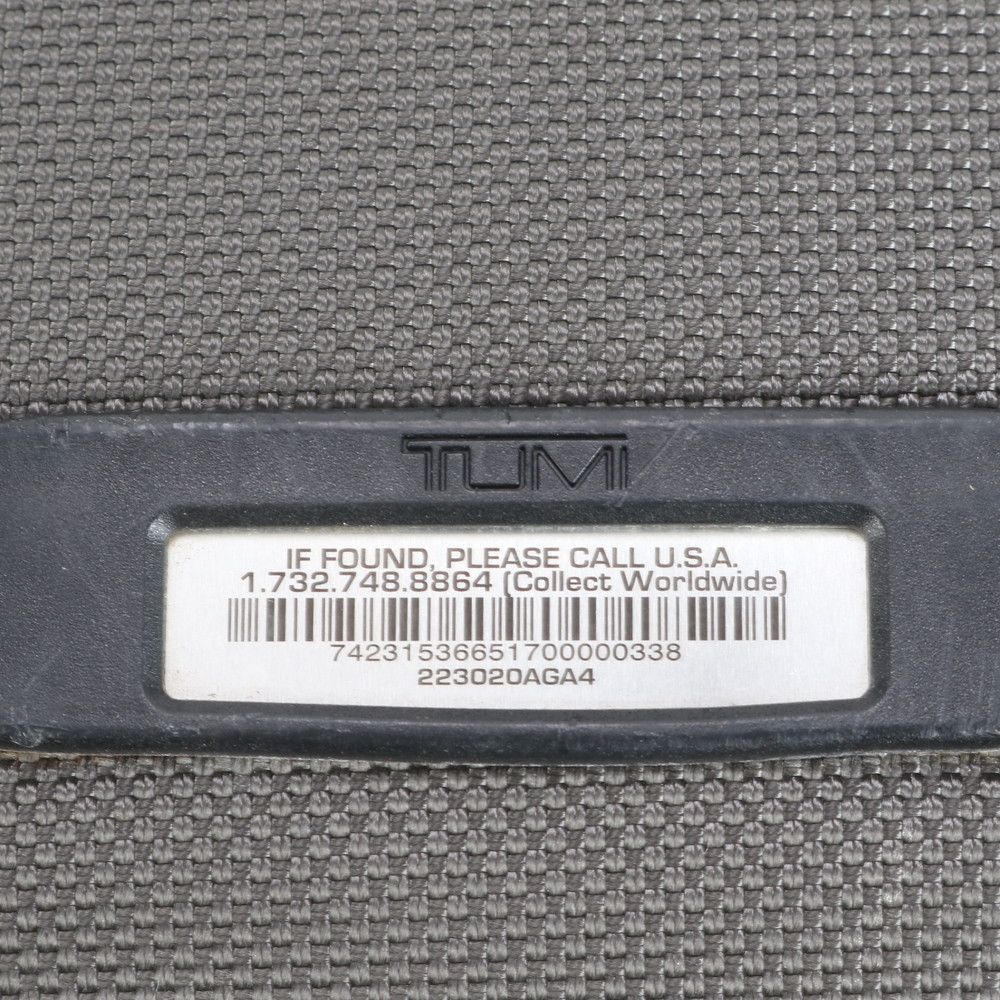 TUMI
IF FOUND, PLEASE CALL U.S.A.
1.732.748.8864 (Collect Worldwide)
74231536651700000338
223020AGA4